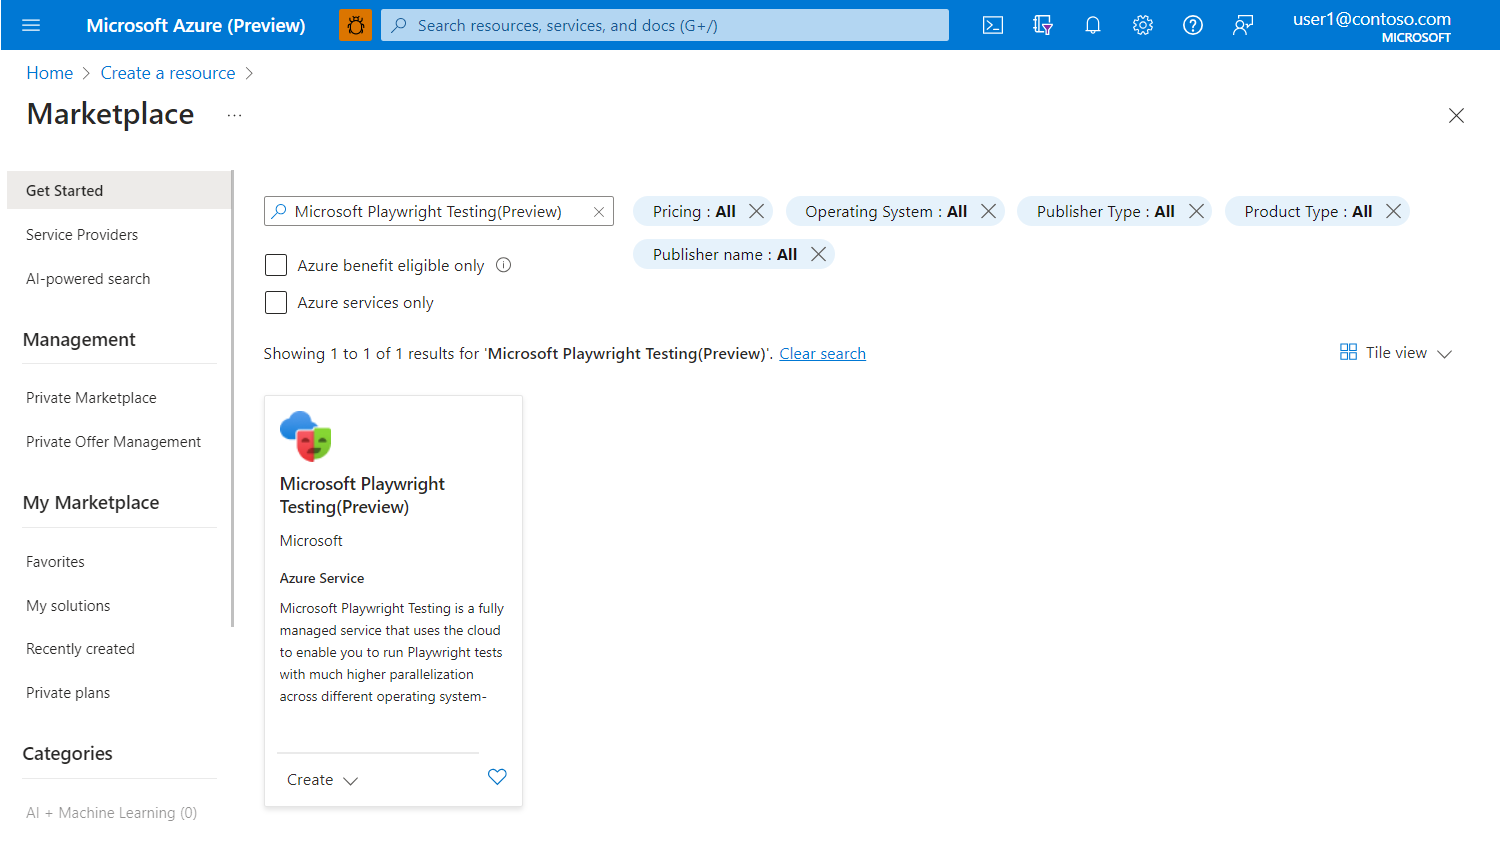 Microsoft Azure (Preview)
Search resources, services, and docs (G+/)
user1@contoso.com
MICROSOFT
Home
Create a resource
Marketplace
...
Get Started
Service Providers
AI-powered search
Management
Private Marketplace
Private Offer Management
My Marketplace
Favorites
My solutions
Recently created
Private plans
Categories
AI + Machine Learning (0)
Microsoft Playwright Testing(Preview)
Pricing : All
Operating System : All
Publisher Type : All
Product Type : All
Publisher name : All
Azure benefit eligible only
Azure services only
Showing 1 to 1 of 1 results for 'Microsoft Playwright Testing(Preview)'. Clear search
Tile view
Microsoft Playwright
Testing(Preview)
Microsoft
Azure Service
Microsoft Playwright Testing is a fully
managed service that uses the cloud
to enable you to run Playwright tests
with much higher parallelization
across different operating system-
Create